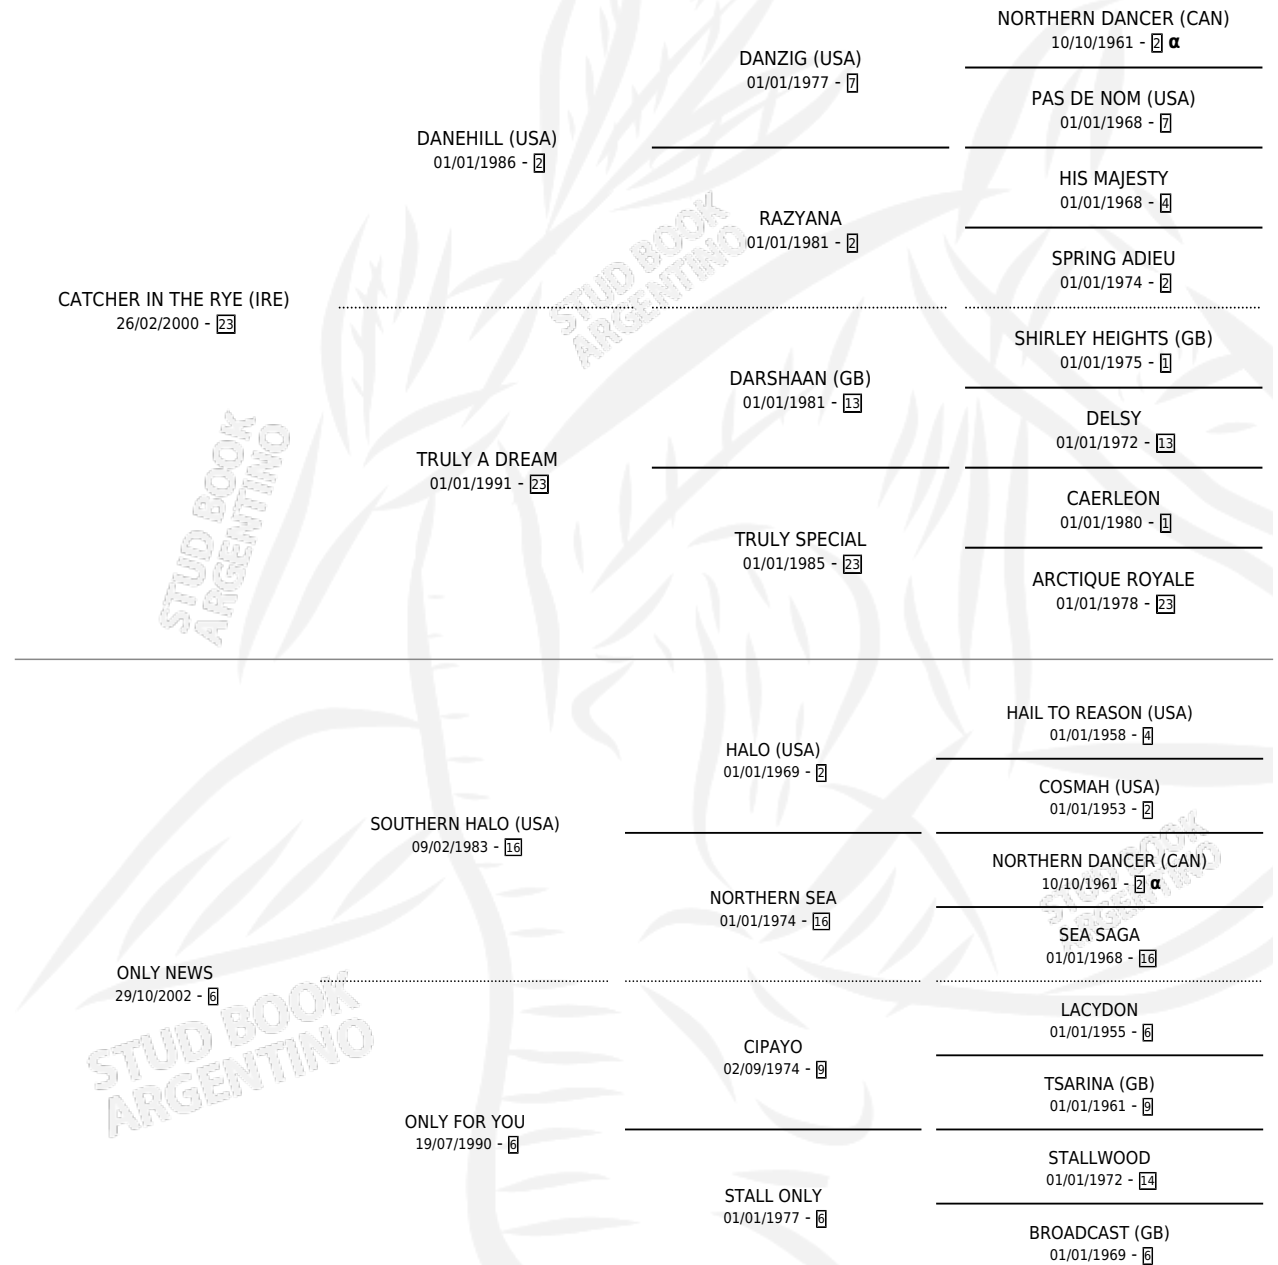 NORTHERN DANCER (CAN)
10/10/1961 - 2 α
DANZIG (USA)
01/01/1977 - 7
PAS DE NOM (USA)
01/01/1968 - 7
DANEHILL (USA)
01/01/1986 - 2
HIS MAJESTY
01/01/1968 - 4
RAZYANA
01/01/1981 - 2
SPRING ADIEU
01/01/1974 - 2
STUD BOOK
ARGENTINO
CATCHER IN THE RYE (IRE)
26/02/2000 - 23
SHIRLEY HEIGHTS (GB)
01/01/1975 - 1
DARSHAAN (GB)
01/01/1981 - 13
DELSY
01/01/1972 - 13
TRULY A DREAM
01/01/1991 - 23
CAERLEON
01/01/1980 - 1
TRULY SPECIAL
01/01/1985 - 23
ARCTIQUE ROYALE
01/01/1978 - 23
STUD BOOK
ARGENTINO
HAIL TO REASON (USA)
01/01/1958 - 4
HALO (USA)
01/01/1969 - 2
COSMAH (USA)
01/01/1953 - 2
SOUTHERN HALO (USA)
09/02/1983 - 16
NORTHERN DANCER (CAN)
10/10/1961 - 2 α
NORTHERN SEA
01/01/1974 - 16
SEA SAGA
01/01/1968 - 16
STUD BOOK
ARGENTINO
ONLY NEWS
29/10/2002 - 6
LACYDON
01/01/1955 - 6
CIPAYO
02/09/1974 - 9
TSARINA (GB)
01/01/1961 - 9
ONLY FOR YOU
19/07/1990 - 6
STALLWOOD
01/01/1972 - 14
STALL ONLY
01/01/1977 - 6
BROADCAST (GB)
01/01/1969 - 6
STUD BOOK
ARGENTINO